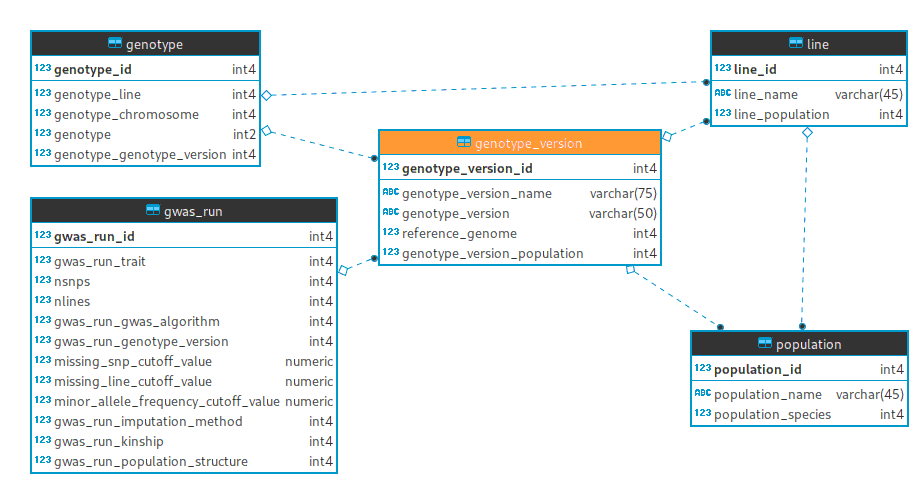 genotype
123 genotype_id int4
123 genotype_line int4
123 genotype_chromosome int4
123 genotype int2
123 genotype_genotype_version int4
line
123 line_id int4
ABC line_name varchar(45)
123 line_population int4
genotype_version
123 genotype_version_id int4
ABC genotype_version_name varchar(75)
ABC genotype_version varchar(50)
123 reference_genome int4
123 genotype_version_population int4
gwas_run
123 gwas_run_id int4
123 gwas_run_trait int4
123 nsnps int4
123 nlines int4
123 gwas_run_gwas_algorithm int4
123 gwas_run_genotype_version int4
123 missing_snp_cutoff_value numeric
123 missing_line_cutoff_value numeric
123 minor_allele_frequency_cutoff_value numeric
123 gwas_run_imputation_method int4
123 gwas_run_kinship int4
123 gwas_run_population_structure int4
population
123 population_id int4
ABC population_name varchar(45)
123 population_species int4